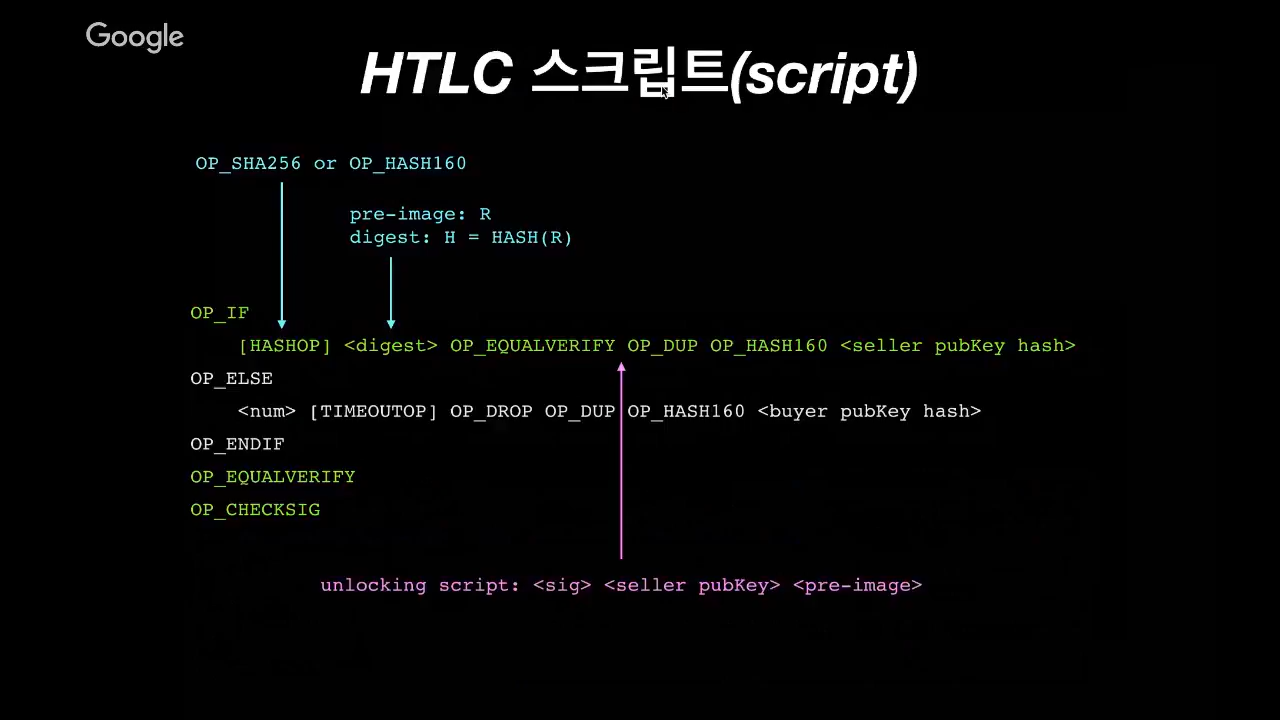 Google
HTLC 스크립트(script)
OP_SHA256 or OP_HASH160
pre-image: R
digest: H = HASH(R)
OP_IF
[HASHOP] <digest> OP_EQUALVERIFY OP_DUP OP_HASH160 <seller pubKey hash>
OP_ELSE
<num> [TIMEOUTOP] OP_DROP OP_DUP OP_HASH160 <buyer pubKey hash>
OP_ENDIF
OP_EQUALVERIFY
OP_CHECKSIG
unlocking script: <sig> <seller pubKey> <pre-image>